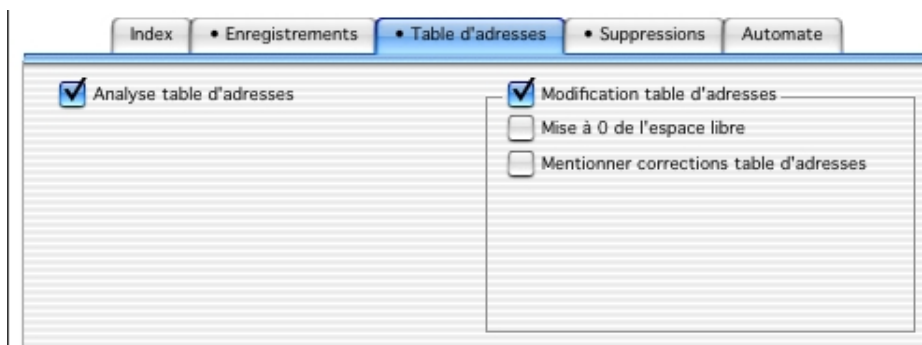 Index • Enregistrements • Table d'adresses • Suppressions Automate
Analyse table d'adresses
Modification table d'adresses
Mise à 0 de l'espace libre
Mentionner corrections table d'adresses